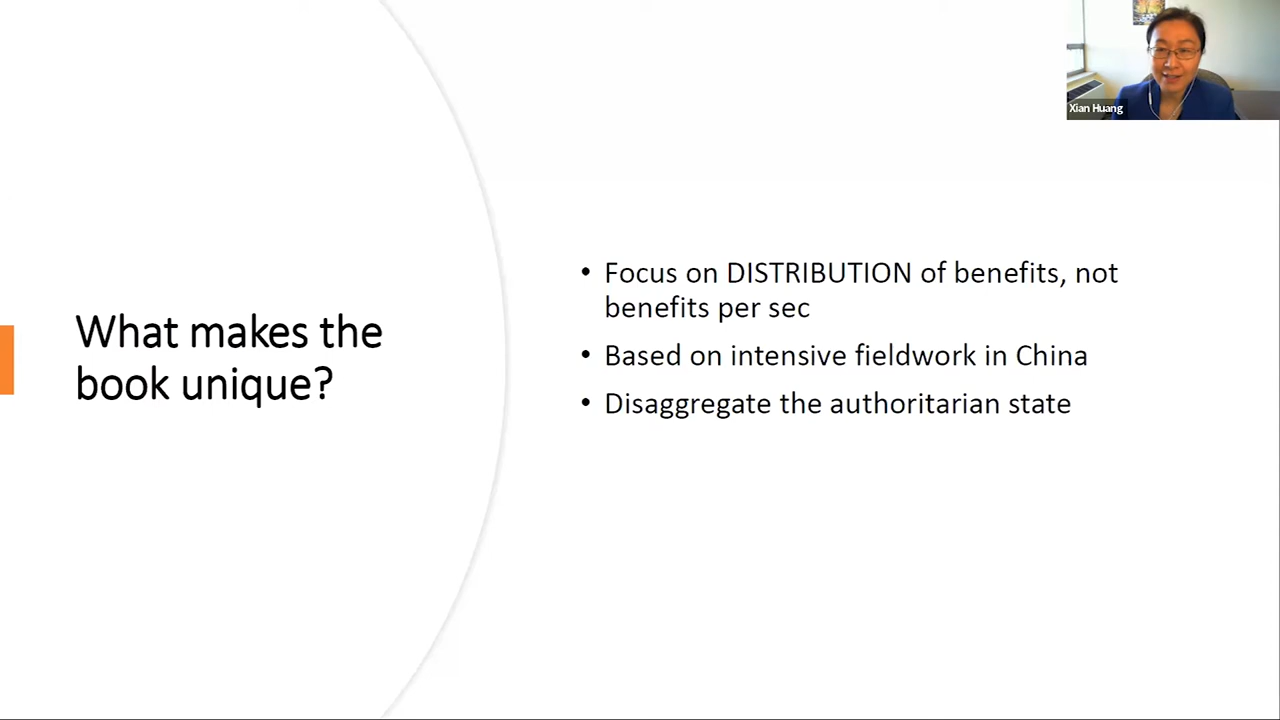 What makes the
book unique?
• Focus on DISTRIBUTION of benefits, not
benefits per sec
• Based on intensive fieldwork in China
• Disaggregate the authoritarian state
Xian Huang